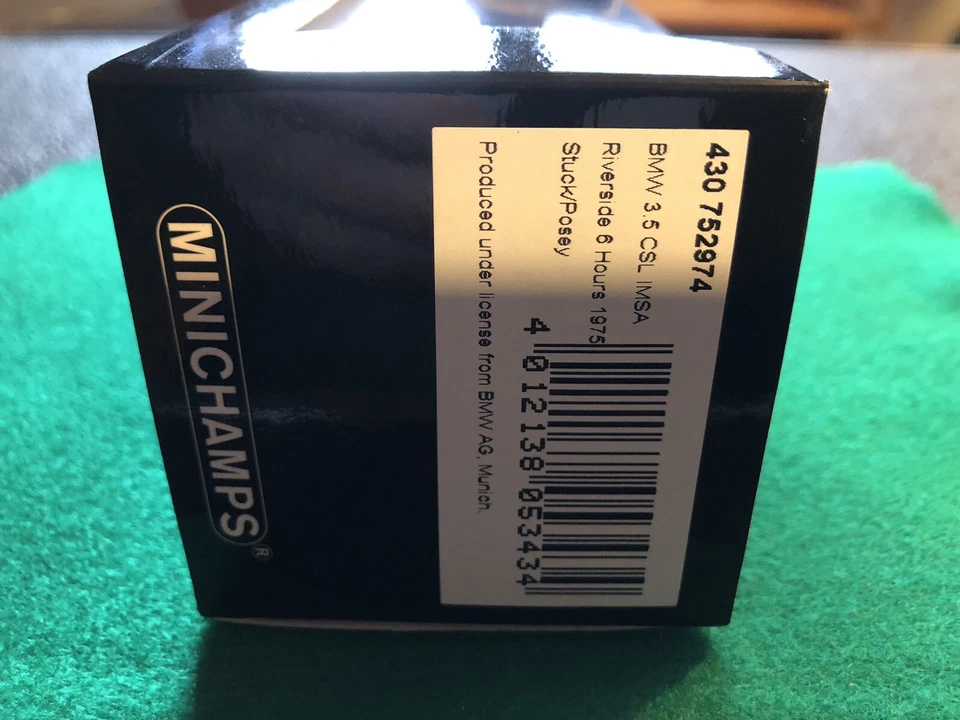 430 752974
BMW 3.5 CSL IMSA
Riverside 6 Hours 1975
Stuck/Posey
4 012138 053434
Produced under license from BMW AG, Munich.
MINICHAMPS®